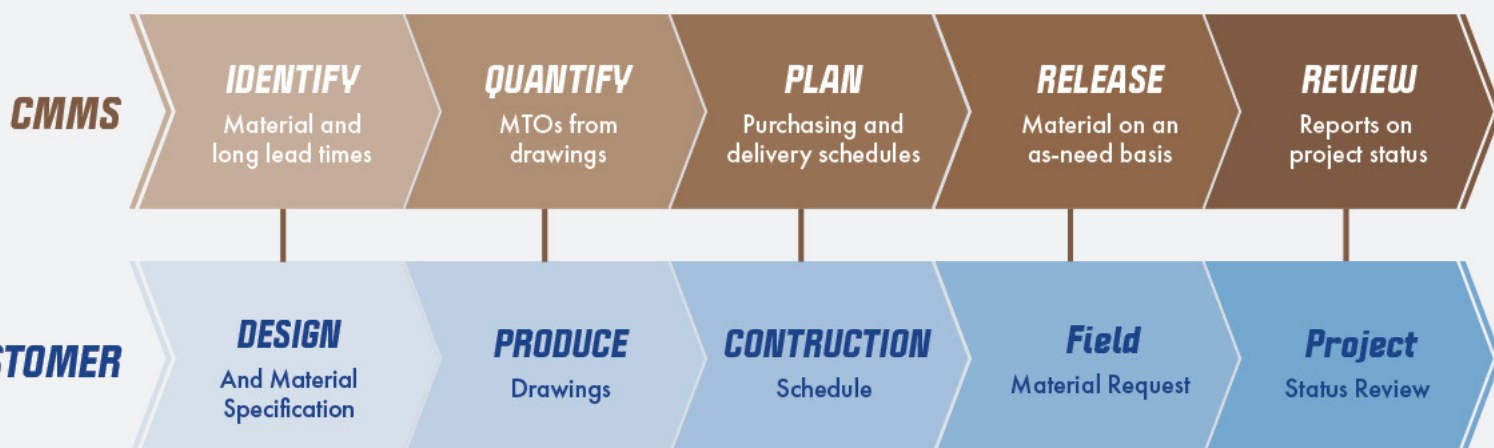 CMMS
IDENTIFY
Material and
long lead times
QUANTIFY
MTOs from
drawings
PLAN
Purchasing and
delivery schedules
RELEASE
Material on an
as-need basis
REVIEW
Reports on
project status
STOMER
DESIGN
And Material
Specification
PRODUCE
Drawings
CONTRUCTION
Schedule
Field
Material Request
Project
Status Review